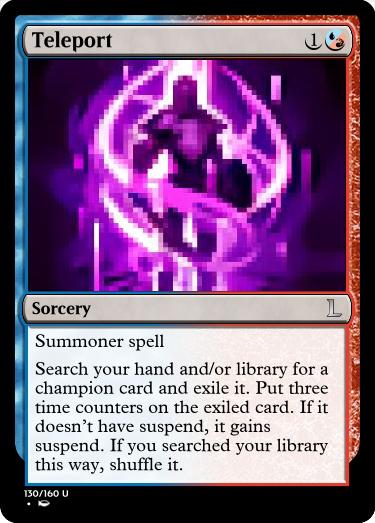 Teleport 1
Sorcery L
Summoner spell
Search your hand and/or library for a
champion card and exile it. Put three
time counters on the exiled card. If it
doesn't have suspend, it gains
suspend. If you searched your library
this way, shuffle it.
130/160 U